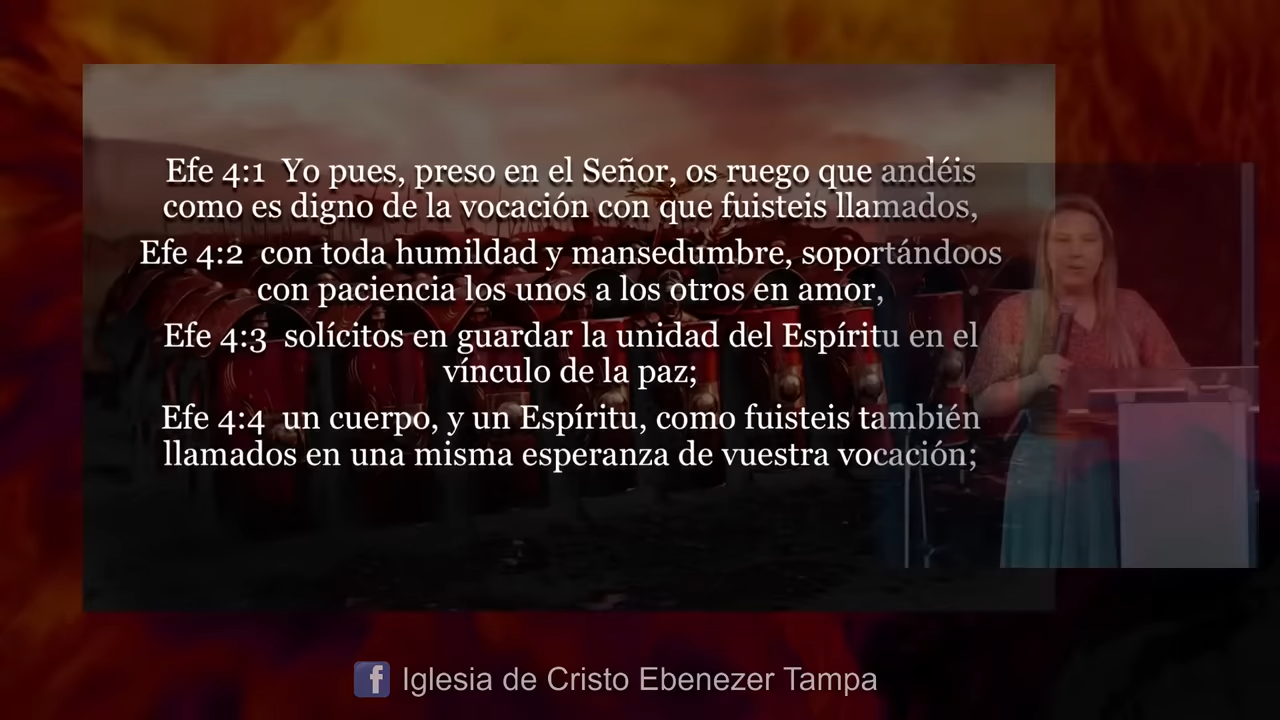 Efe 4:1 Yo pues, preso en el Señor, os ruego que andéis
como es digno de la vocación con que fuisteis llamados,
Efe 4:2 con toda humildad y mansedumbre, soportándoos
con paciencia los unos a los otros en amor,
Efe 4:3 solícitos en guardar la unidad del Espíritu en el
vínculo de la paz;
Efe 4:4 un cuerpo, y un Espíritu, como fuisteis también
llamados en una misma esperanza de vuestra vocación;
f Iglesia de Cristo Ebenezer Tampa